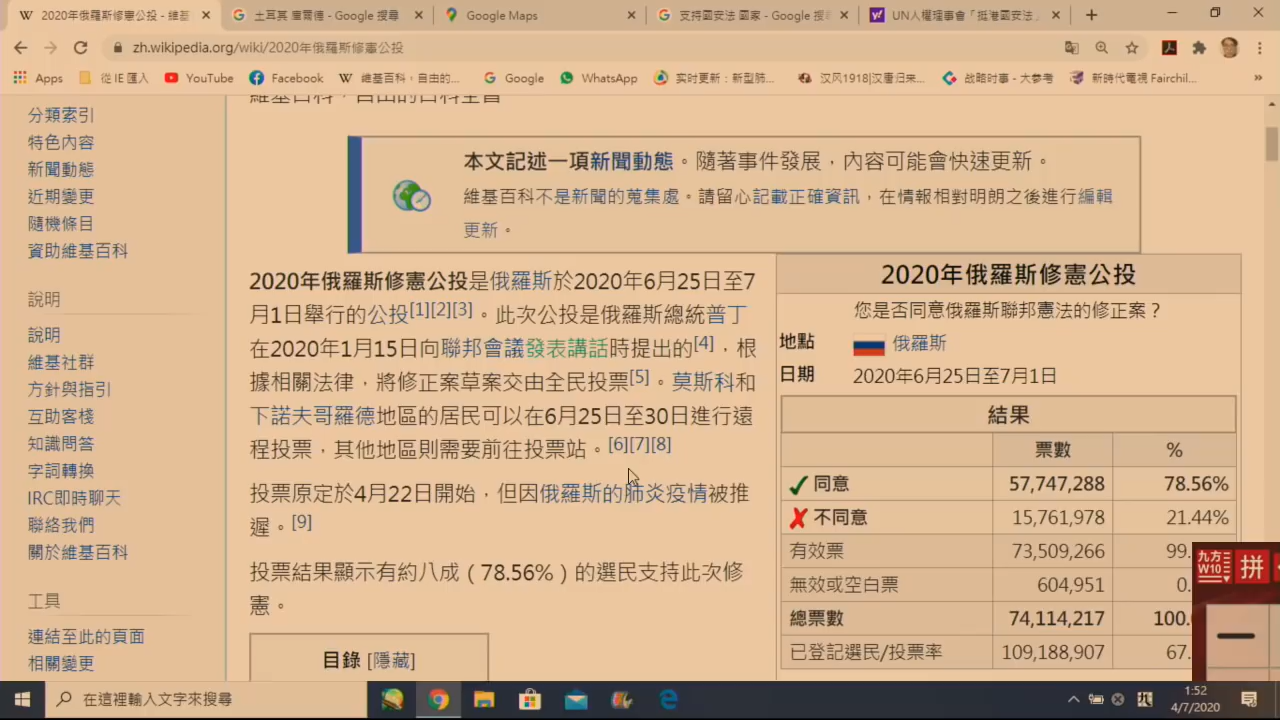 2020年俄羅斯修憲公投 - 維基
土耳其 庫爾德 - Google 搜尋
Google Maps
支持國安法 國家 - Google 搜
UN人權理事會「挺港國安法」
zh.wikipedia.org/wiki/2020年俄羅斯修憲公投
Apps
從 IE 匯入
YouTube
Facebook
維基百科，自由的...
Google
WhatsApp
实时更新：新型肺...
汉风1918|汉唐归来...
战略时事 - 大参考
新時代電視 Fairchil...
維基百科，自由的百科全書
分類索引
特色內容
新聞動態
近期變更
隨機條目
資助維基百科
說明
說明
維基社群
方針與指引
互助客棧
知識問答
字詞轉換
IRC即時聊天
聯絡我們
關於維基百科
工具
連結至此的頁面
相關變更
本文記述一項新聞動態。隨著事件發展，內容可能會快速更新。
維基百科不是新聞的蒐集處。請留心記載正確資訊，在情報相對明朗之後進行編輯
更新。
2020年俄羅斯修憲公投是俄羅斯於2020年6月25日至7
月1日舉行的公投[1][2][3]。此次公投是俄羅斯總統普丁
在2020年1月15日向聯邦會議發表講話時提出的[4]，根
據相關法律，將修正案草案交由全民投票[5]。莫斯科和
下諾夫哥羅德地區的居民可以在6月25日至30日進行遠
程投票，其他地區則需要前往投票站。[6][7][8]
投票原定於4月22日開始，但因俄羅斯的肺炎疫情被推
遲。[9]
投票結果顯示有約八成（78.56%）的選民支持此次修
憲。
目錄 [隱藏]
2020年俄羅斯修憲公投
您是否同意俄羅斯聯邦憲法的修正案？
地點 俄羅斯
日期 2020年6月25日至7月1日
結果
票數 %
同意 57,747,288 78.56%
不同意 15,761,978 21.44%
有效票 73,509,266 99.
無效或空白票 604,951 0.
總票數 74,114,217 100.
已登記選民/投票率 109,188,907 67.
九方
W10
拼
在這裡輸入文字來搜尋
1:52
4/7/2020